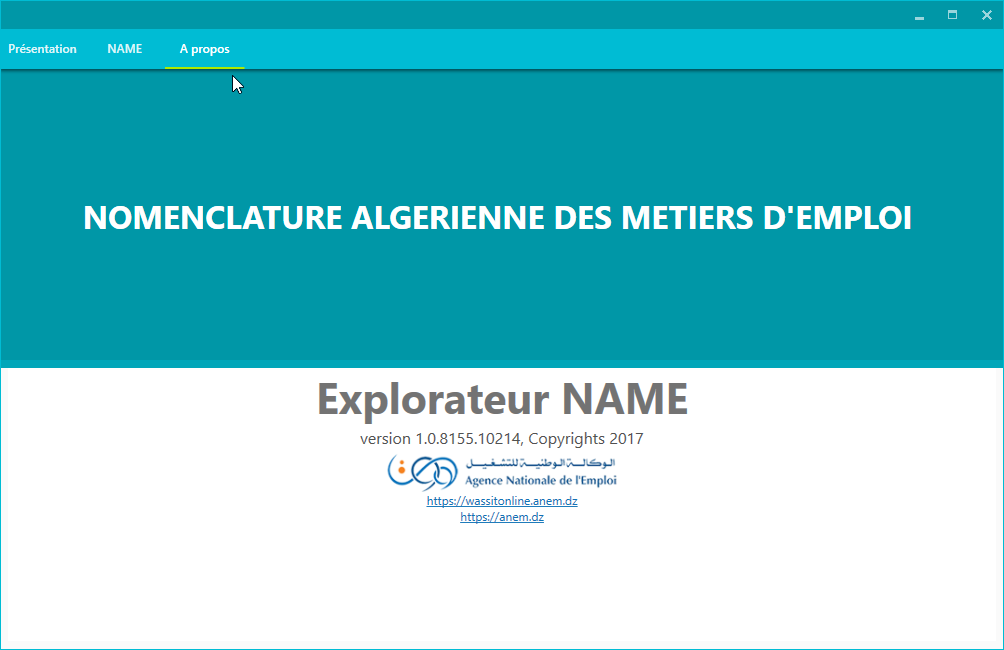 Présentation NAME A propos
NOMENCLATURE ALGERIENNE DES METIERS D'EMPLOI
Explorateur NAME
version 1.0.8155.10214, Copyrights 2017
الوكالة الوطنية للتشغيل
Agence Nationale de l'Emploi
https://wassitonline.anem.dz
https://anem.dz